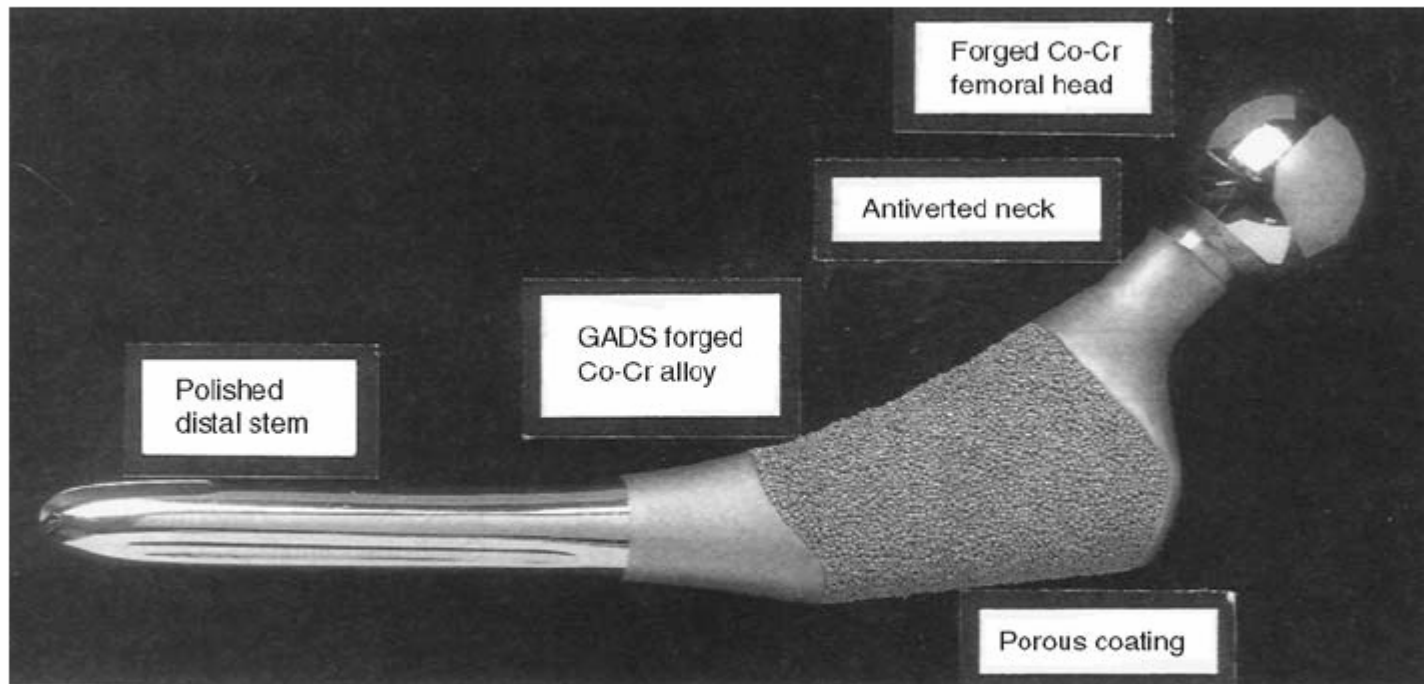 Forged Co-Cr
femoral head
Antiverted neck
GADS forged
Co-Cr alloy
Polished
distal stem
Porous coating